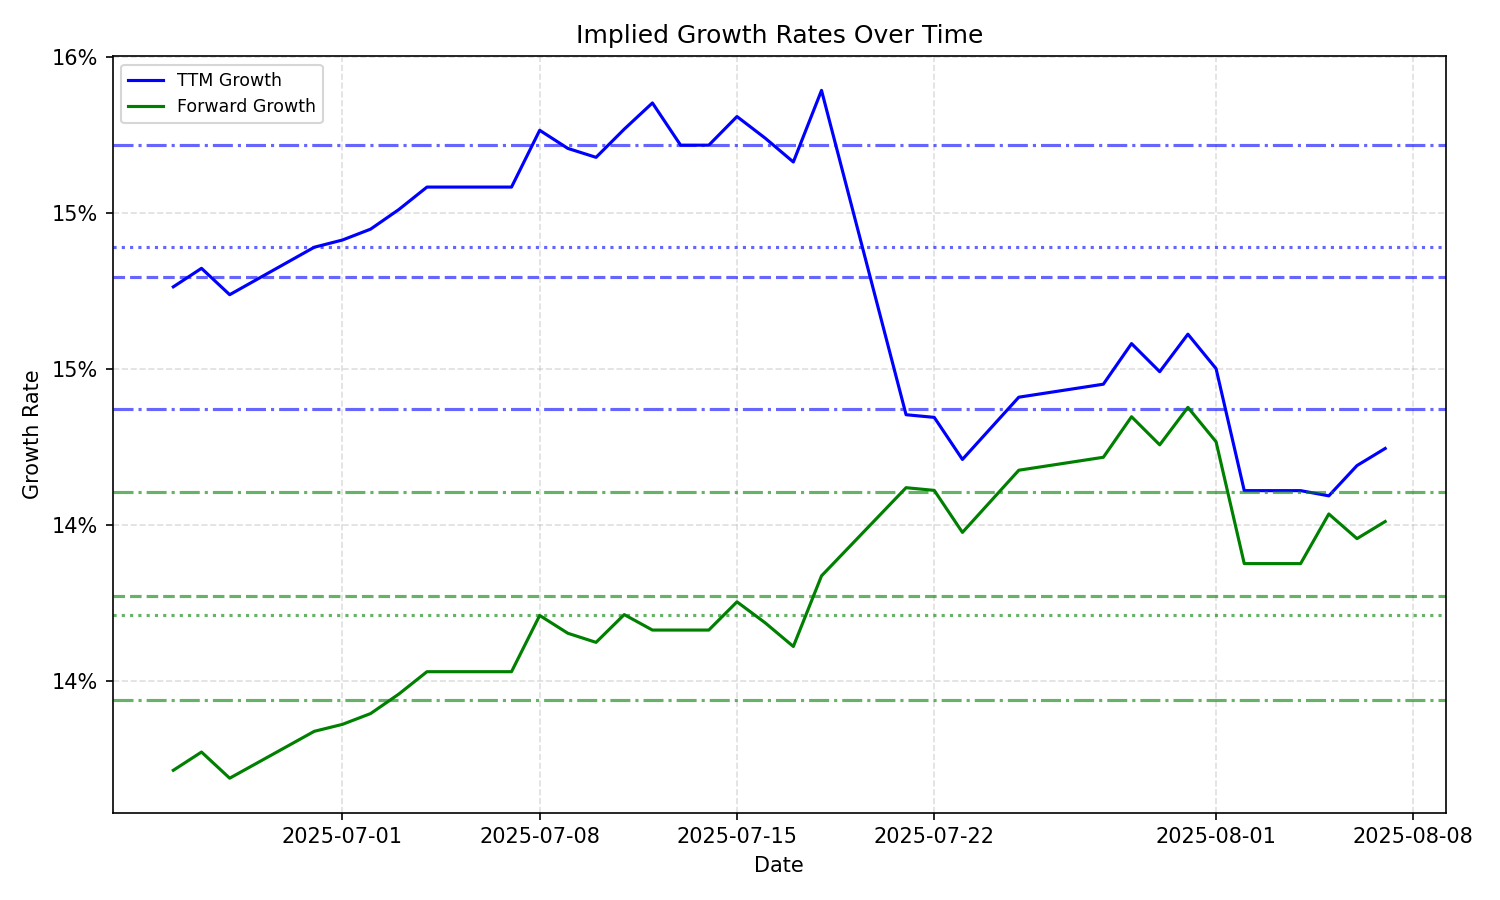 Implied Growth Rates Over Time
16%
15%
15%
14%
14%
Growth Rate
TTM Growth
Forward Growth
2025-07-01
2025-07-08
2025-07-15
2025-07-22
2025-08-01
2025-08-08
Date